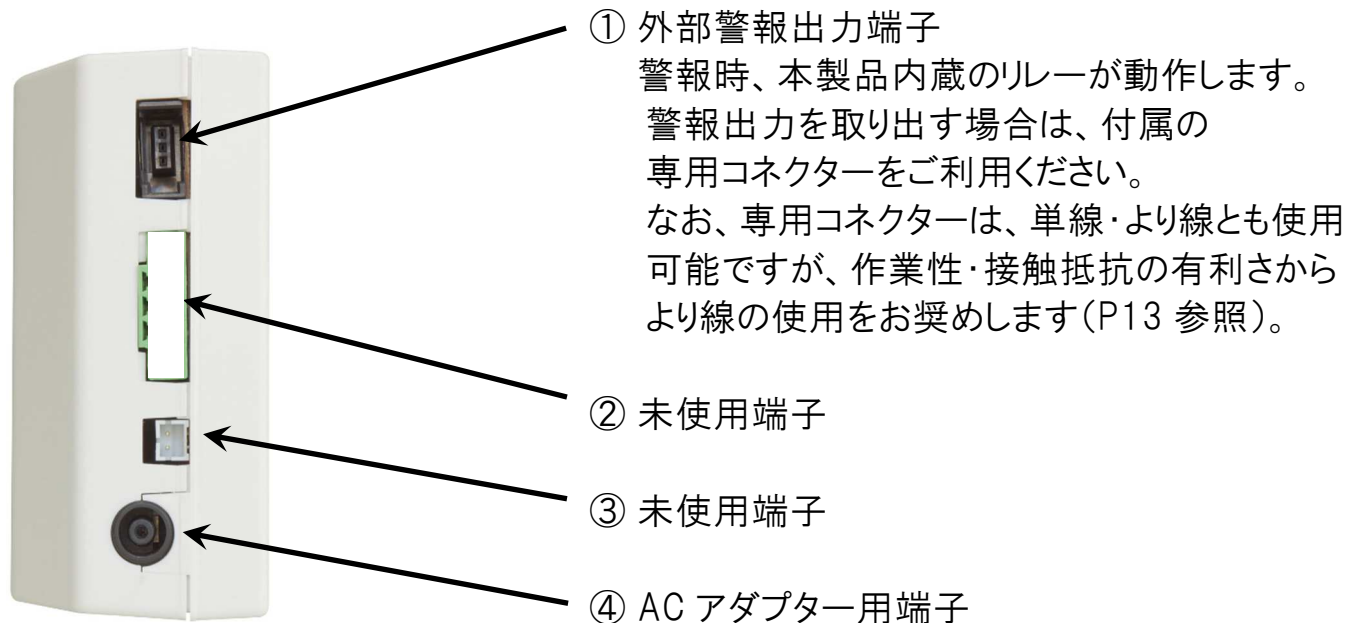 ① 外部警報出力端子
警報時、本製品内蔵のリレーが動作します。
警報出力を取り出す場合は、付属の
専用コネクターをご利用ください。
なお、専用コネクターは、単線・より線とも使用
可能ですが、作業性・接触抵抗の有利さから
より線の使用をお奨めします（P13 参照）。
② 未使用端子
③ 未使用端子
④ AC アダプター用端子